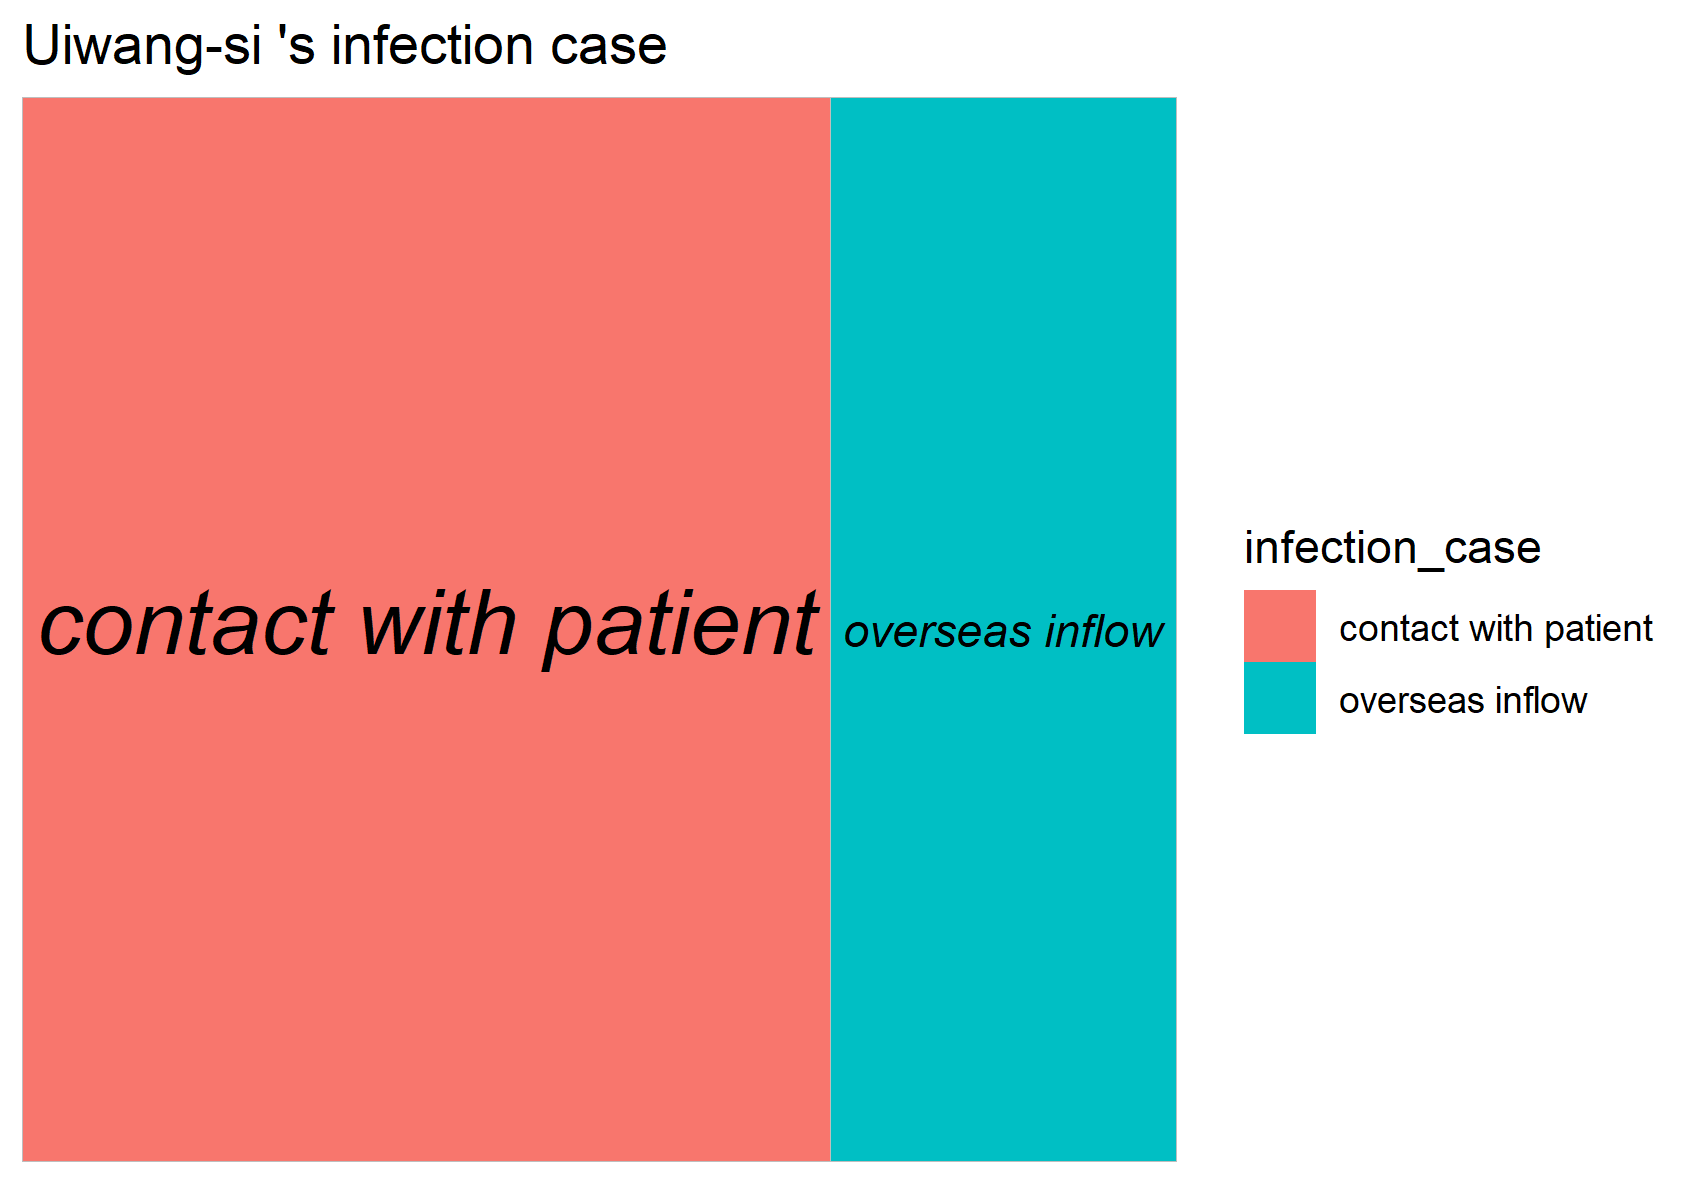 Uiwang-si 's infection case
contact with patient
overseas inflow
infection_case
contact with patient
overseas inflow